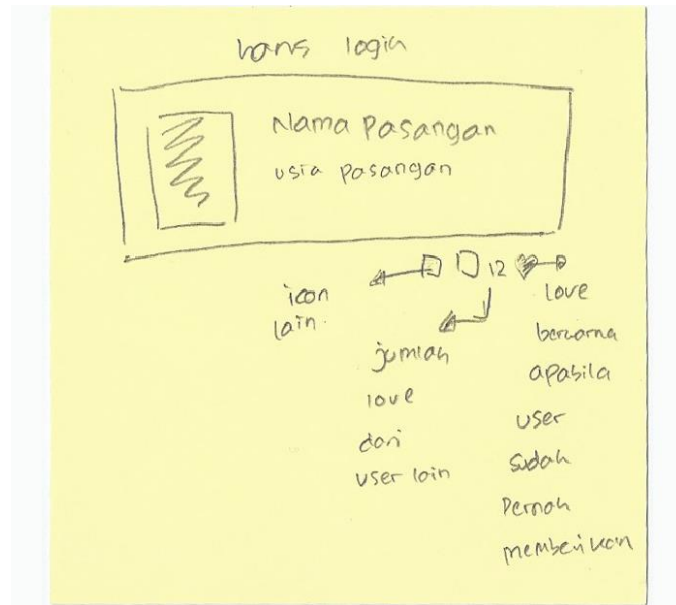 harus login
Nama Pasangan
usia pasangan
12
icon
lain.
jumlah
love
dari
user lain
love
berwarna
apabila
user
sudah
Pernah
memberikan